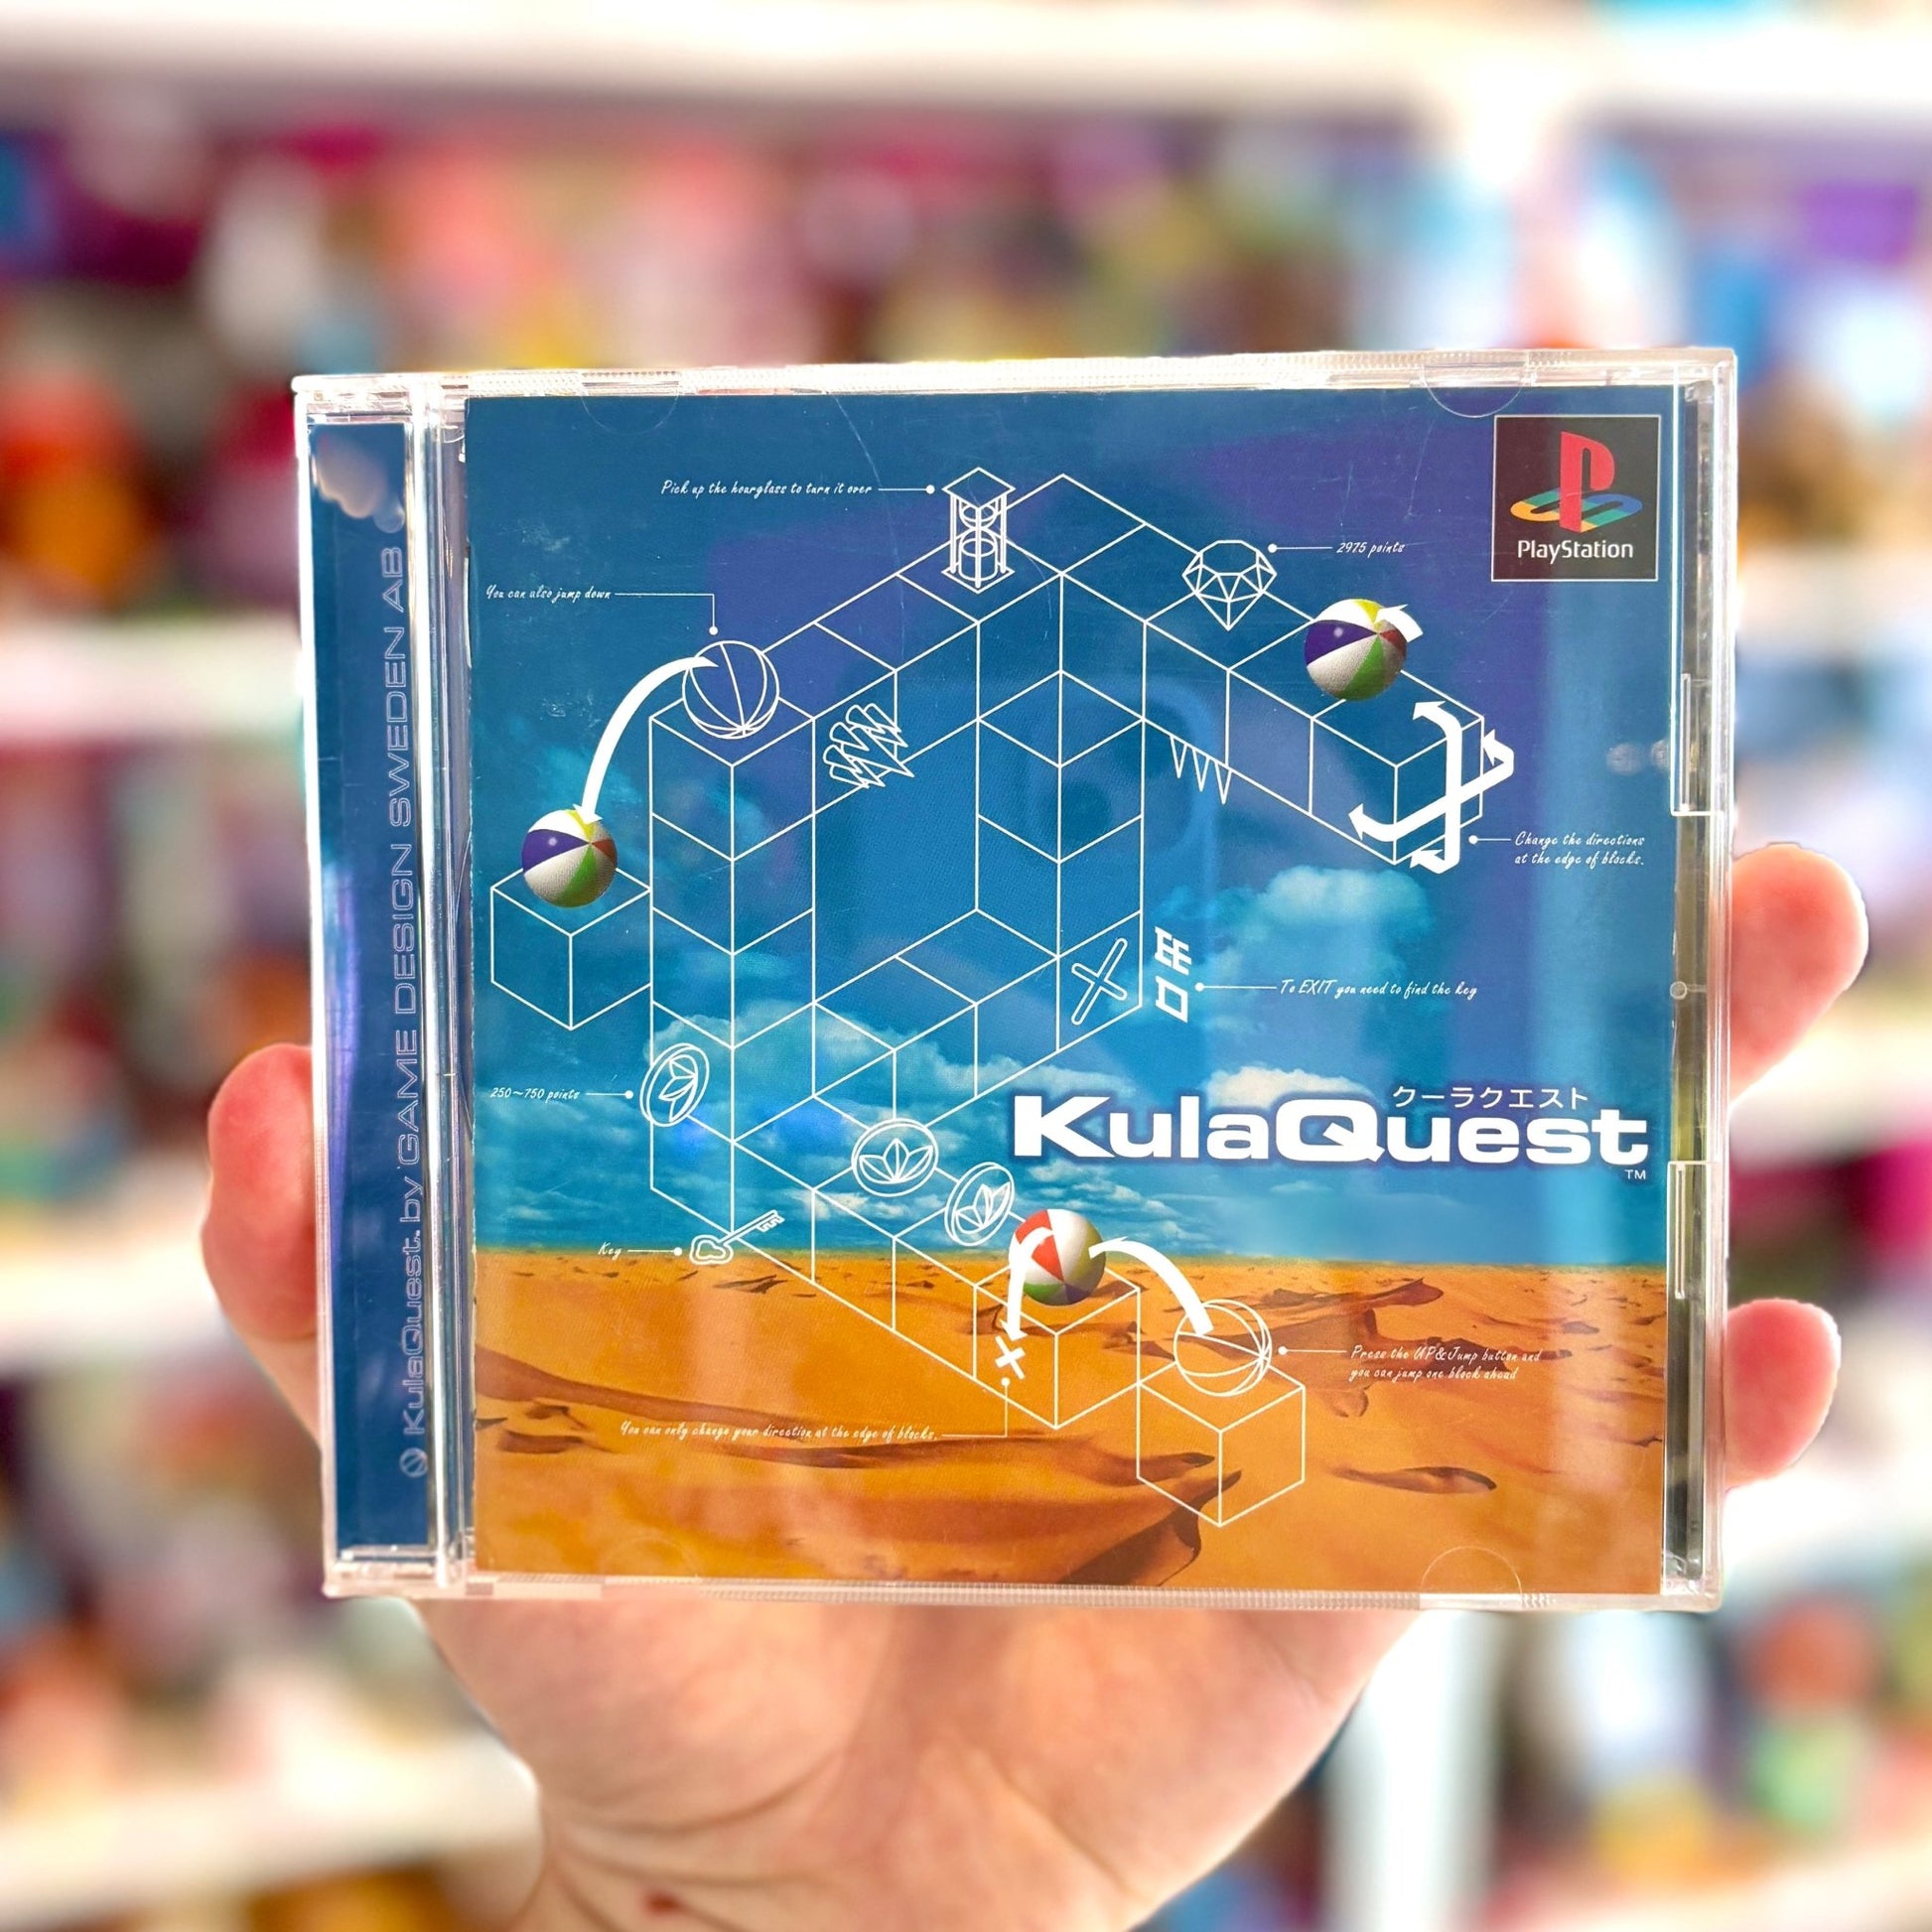 Pick up the hourglass to turn it over
PlayStation
2975 points
You can also jump down
Change the directions
at the edge of blocks.
出口
To EXIT you need to find the key
250~750 points
クーラクエスト
KulaQuest
TM
Key
Press the UP&Jump button and
you can jump one block ahead
You can only change your direction at the edge of blocks.
KulaQuest. by GAME DESIGN SWEDEN AB